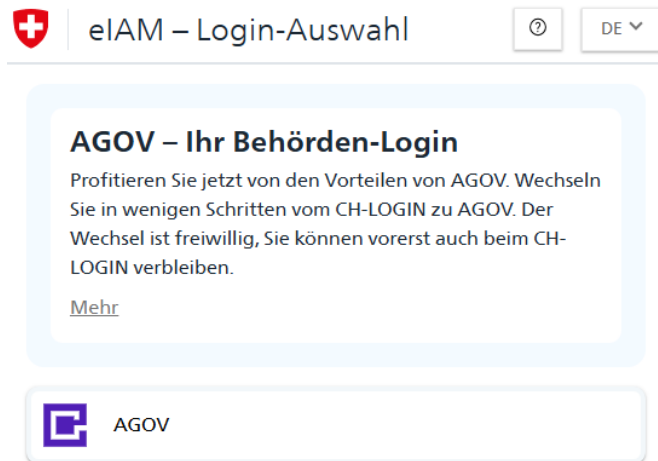 eIAM – Login-Auswahl
DE
AGOV – Ihr Behörden-Login
Profitieren Sie jetzt von den Vorteilen von AGOV. Wechseln
Sie in wenigen Schritten vom CH-LOGIN zu AGOV. Der
Wechsel ist freiwillig, Sie können vorerst auch beim CH-
LOGIN verbleiben.
Mehr
AGOV